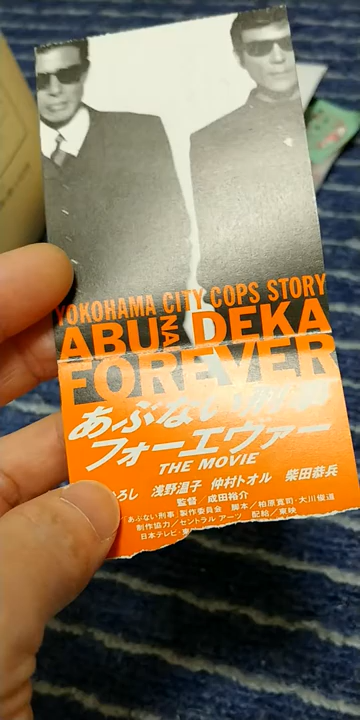 YOKOHAMA CITY COPS STORY
ABUNA DEKA
FOREVER
あぶない刑事
フォーエヴァー
THE MOVIE
ろし 浅野温子 仲村トオル 柴田恭兵
監督／成田裕介
あぶない刑事 製作委員会 脚本／柏原寛司・大川俊道
制作協力／セントラル アーツ 配給／東映
日本テレビ・東